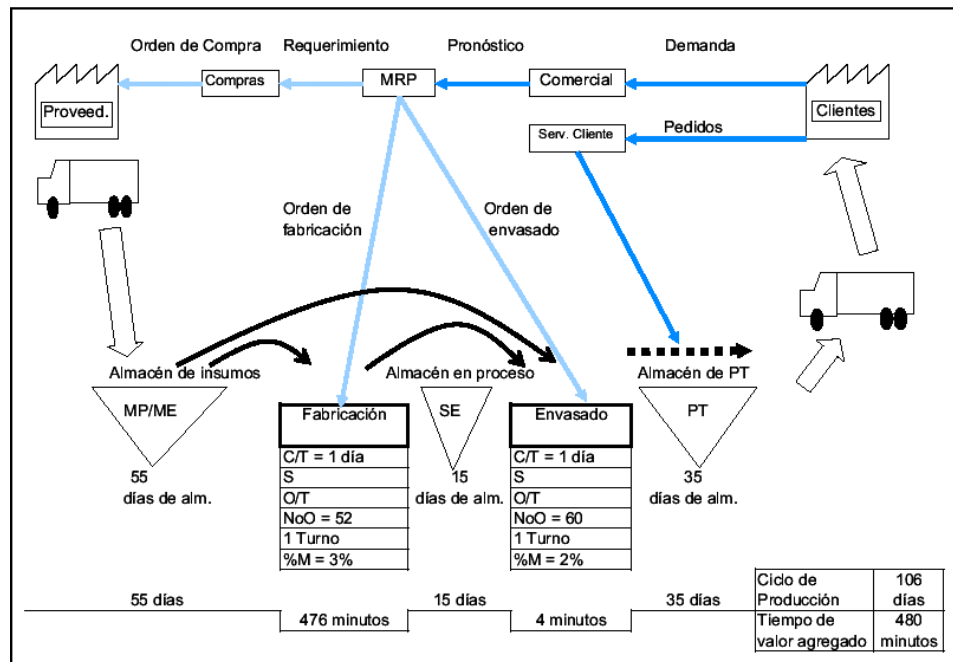 Orden de Compra
Requerimiento
Pronóstico
Demanda
Proveed.
Compras
MRP
Comercial
Clientes
Serv. Cliente
Pedidos
Orden de
fabricación
Orden de
envasado
Almacén de insumos
Almacén en proceso
Almacén de PT
MP/ME
Fabricación
SE
Envasado
PT
55
días de alm.
C/T = 1 día
S
O/T
NoO = 52
1 Turno
%M = 3%
15
días de alm.
C/T = 1 día
S
O/T
NoO = 60
1 Turno
%M = 2%
35
días de alm.
55 días
476 minutos
15 días
4 minutos
35 días
Ciclo de
Producción
106
días
Tiempo de
valor agregado
480
minutos